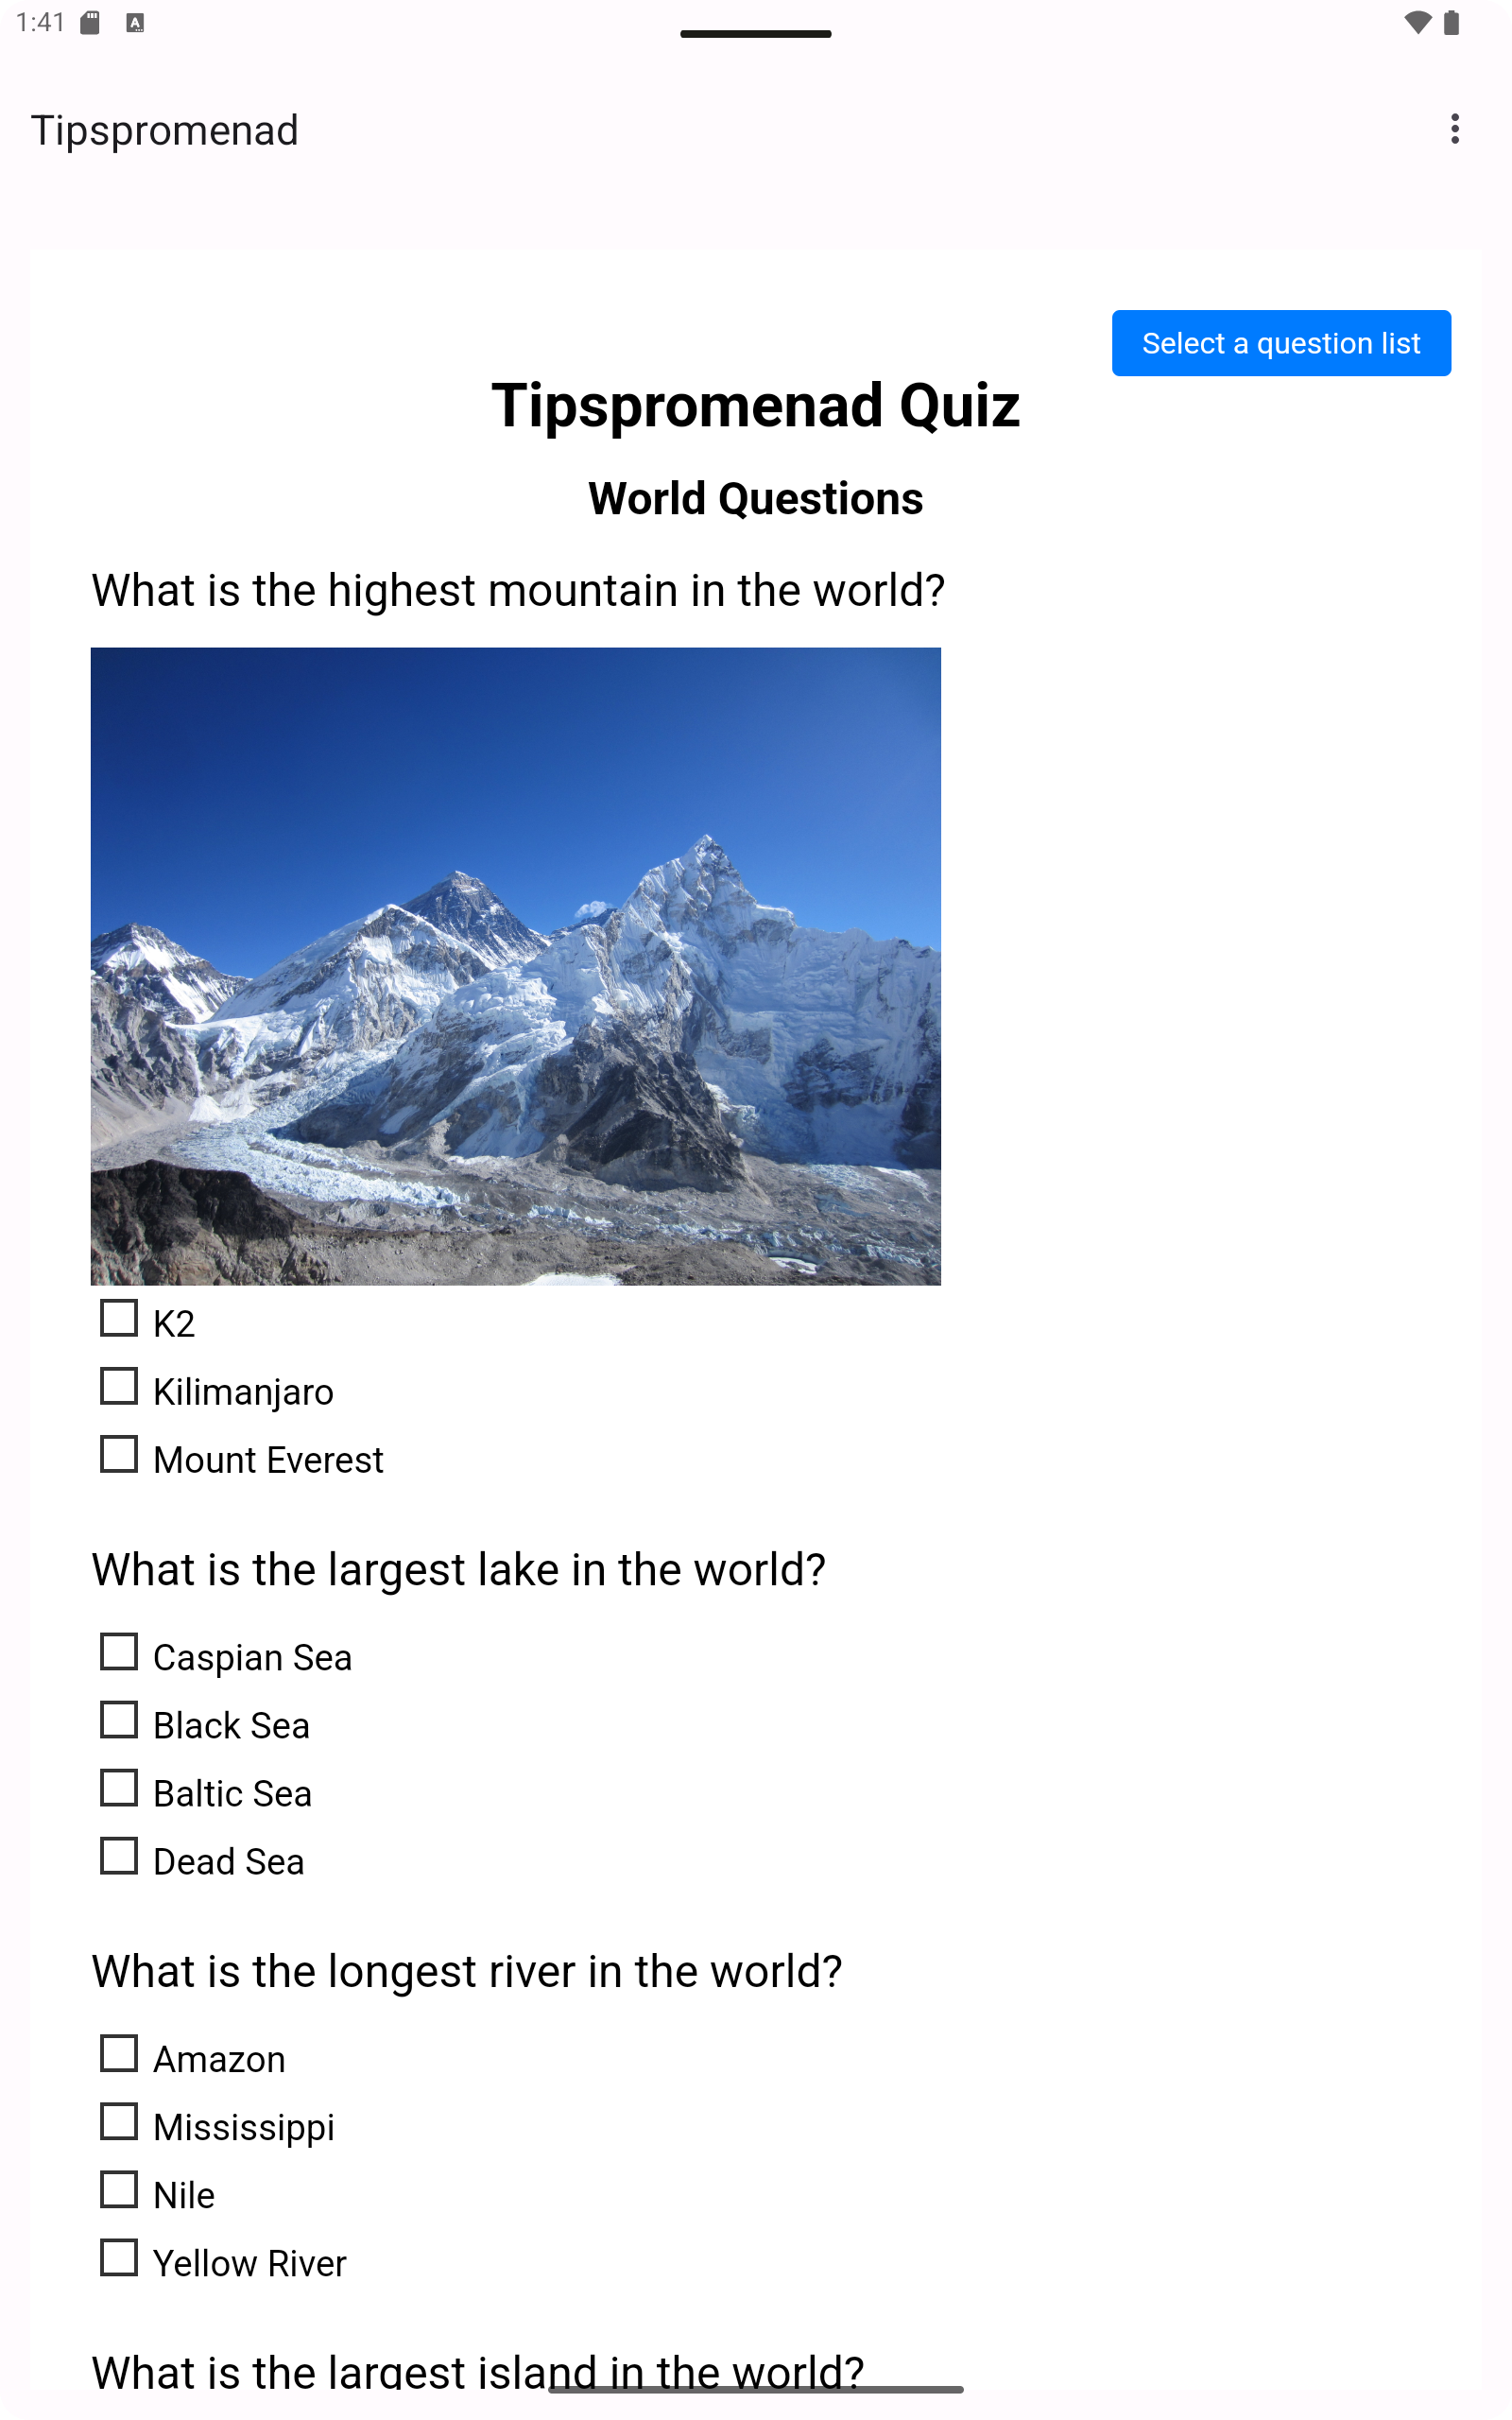 1:41
Tipspromenad
Select a question list
Tipspromenad Quiz
World Questions
What is the highest mountain in the world?
K2
Kilimanjaro
Mount Everest
What is the largest lake in the world?
Caspian Sea
Black Sea
Baltic Sea
Dead Sea
What is the longest river in the world?
Amazon
Mississippi
Nile
Yellow River
What is the largest island in the world?